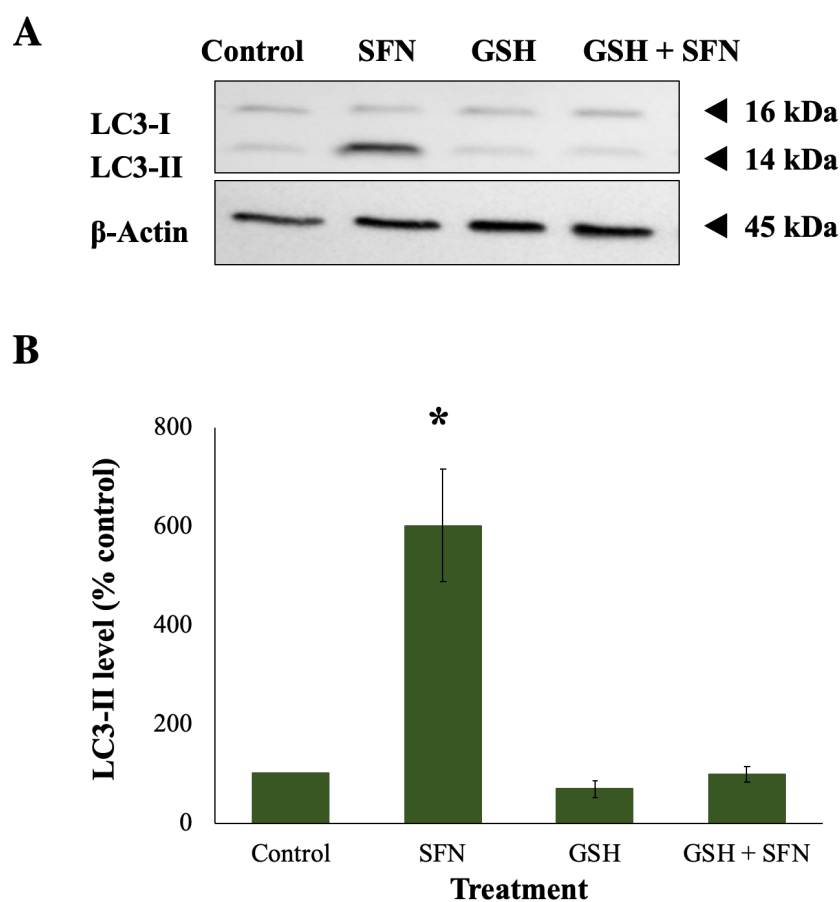 A
Control SFN GSH GSH + SFN
LC3-I ◀ 16 kDa
LC3-II ◀ 14 kDa
β-Actin ◀ 45 kDa
B
*
800
600
400
200
0
LC3-II level (% control)
Control SFN GSH GSH + SFN
Treatment